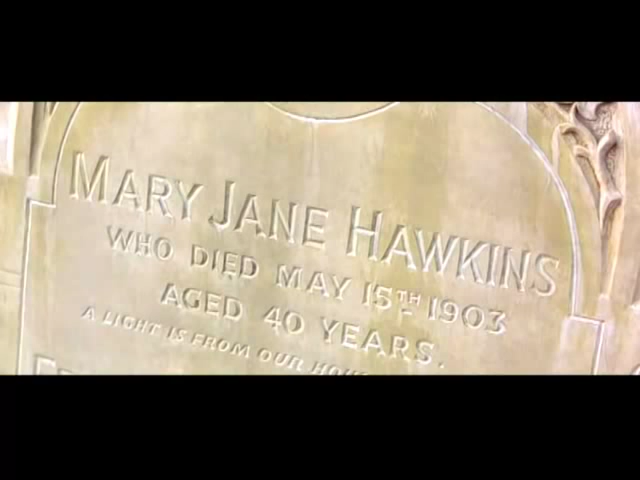 MARY JANE HAWKINS
WHO DIED MAY 15TH 1903
AGED 40 YEARS.
A LIGHT IS FROM OUR